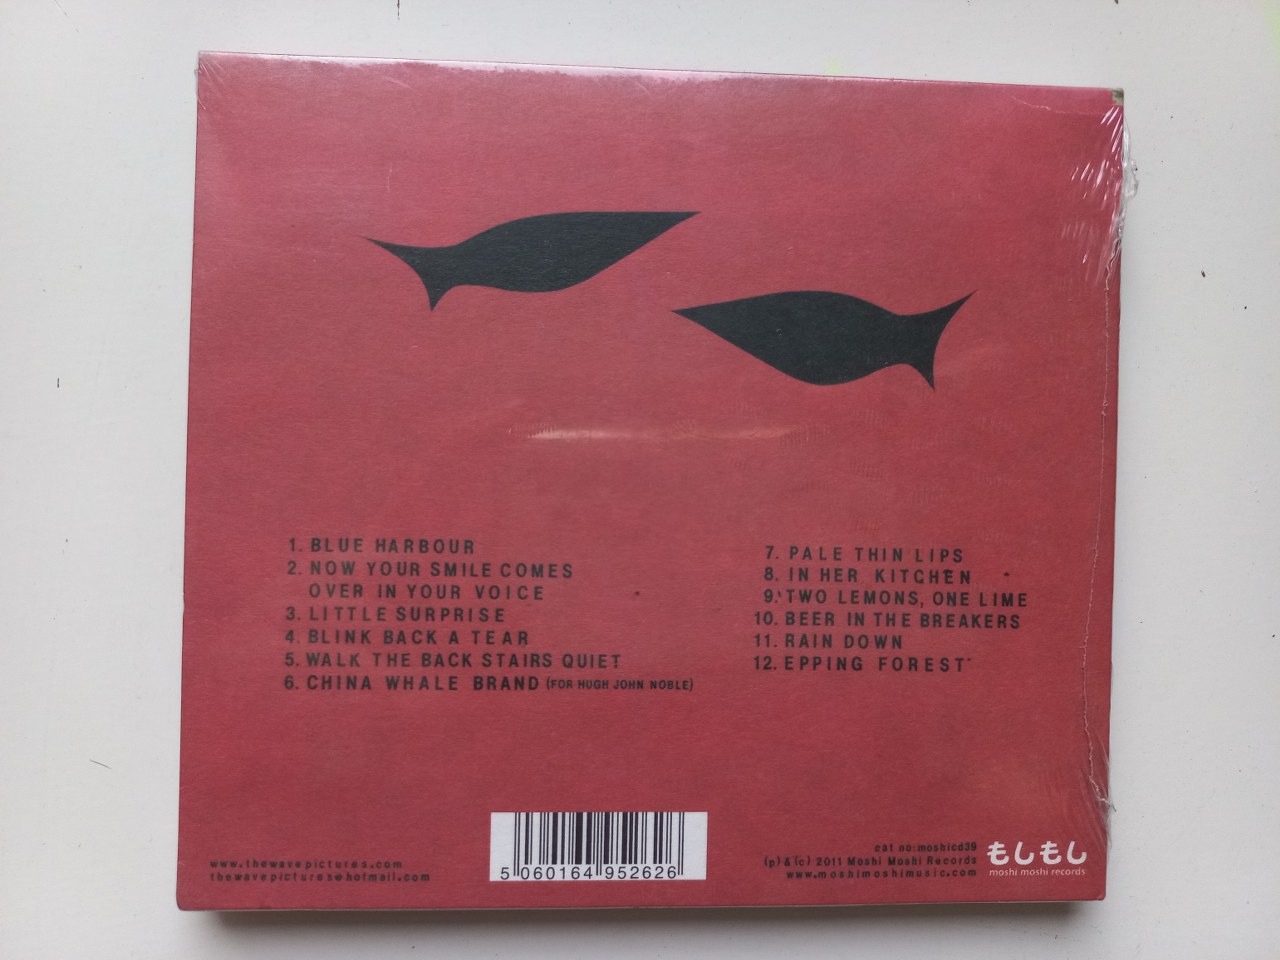 1. BLUE HARBOUR
2. NOW YOUR SMILE COMES
OVER IN YOUR VOICE
3. LITTLE SURPRISE
4. BLINK BACK A TEAR
5. WALK THE BACK STAIRS QUIET
6. CHINA WHALE BRAND (FOR HUGH JOHN NOBLE)
7. PALE THIN LIPS
8. IN HER KITCHEN
9. TWO LEMONS, ONE LIME
10. BEER IN THE BREAKERS
11. RAIN DOWN
12. EPPING FOREST
www.thewavepictures.com
thewavepictures@hotmail.com
5 060164 952626
cat no: moshicd39
(p) & (c) 2011 Moshi Moshi Records
www.moshimoshimusic.com
もしもし
moshi moshi records